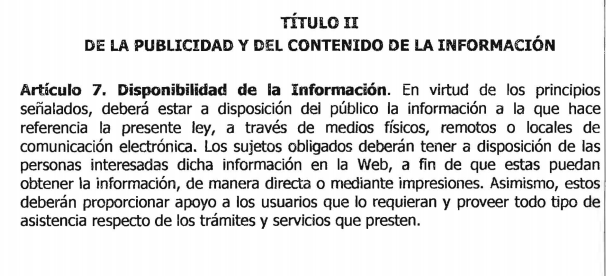 TÍTULO II
DE LA PUBLICIDAD Y DEL CONTENIDO DE LA INFORMACIÓN
Artículo 7. Disponibilidad de la Información. En virtud de los principios
señalados, deberá estar a disposición del público la información a la que hace
referencia la presente ley, a través de medios físicos, remotos o locales de
comunicación electrónica. Los sujetos obligados deberán tener a disposición de las
personas interesadas dicha información en la Web, a fin de que estas puedan
obtener la información, de manera directa o mediante impresiones. Asimismo, estos
deberán proporcionar apoyo a los usuarios que lo requieran y proveer todo tipo de
asistencia respecto de los trámites y servicios que presten.